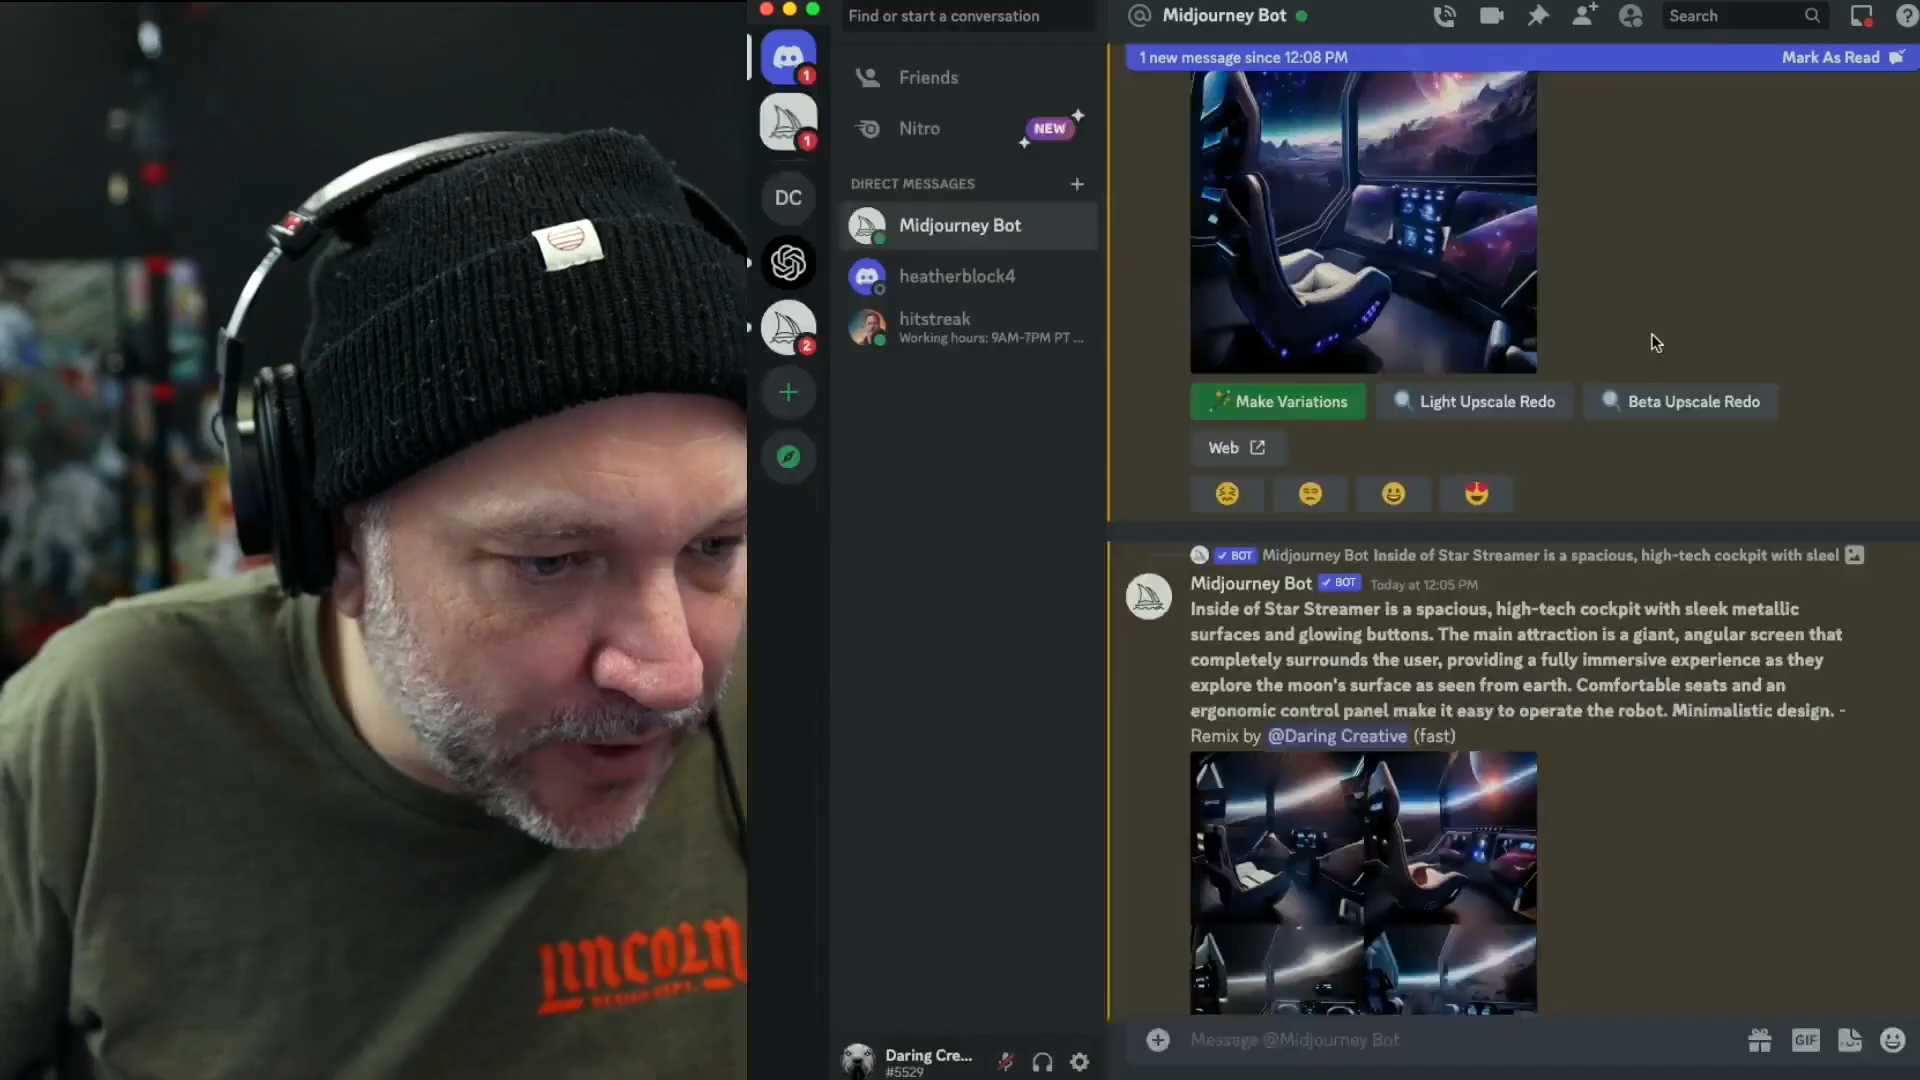 Find or start a conversation
Midjourney Bot
Search
1 new message since 12:08 PM
Mark As Read
1
1
DC
2
Friends
Nitro
NEW
DIRECT MESSAGES
Midjourney Bot
heatherblock4
hitstreak
Working hours: 9AM-7PM PT ...
Make Variations
Light Upscale Redo
Beta Upscale Redo
Web
BOT Midjourney Bot Inside of Star Streamer is a spacious, high-tech cockpit with sleel
Midjourney Bot BOT Today at 12:05 PM
Inside of Star Streamer is a spacious, high-tech cockpit with sleek metallic
surfaces and glowing buttons. The main attraction is a giant, angular screen that
completely surrounds the user, providing a fully immersive experience as they
explore the moon's surface as seen from earth. Comfortable seats and an
ergonomic control panel make it easy to operate the robot. Minimalistic design. -
Remix by @Daring Creative (fast)
Message @Midjourney Bot
GIF
Daring Cre...
#5529
LINCOLN
DESIGN DEPT.